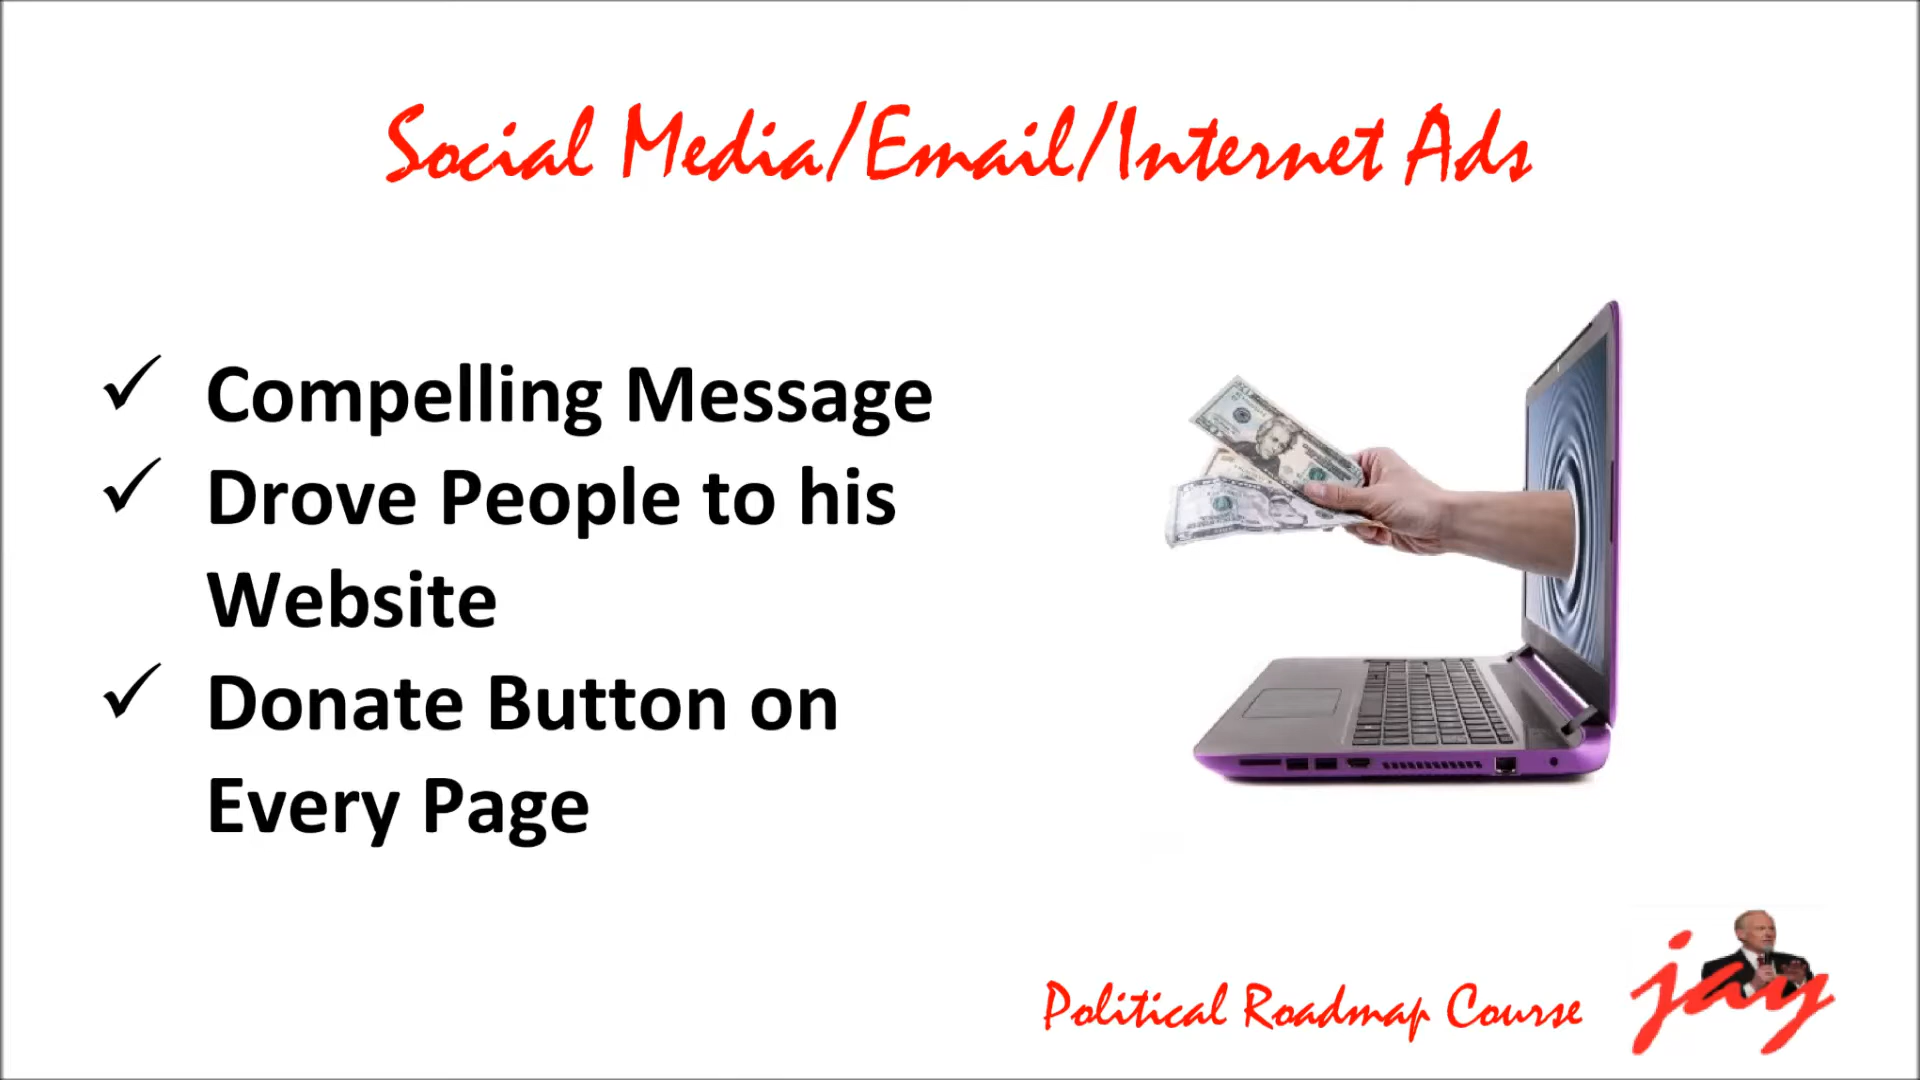 Social Media/Email/Internet Ads
✓ Compelling Message
✓ Drove People to his
Website
✓ Donate Button on
Every Page
Political Roadmap Course
jay